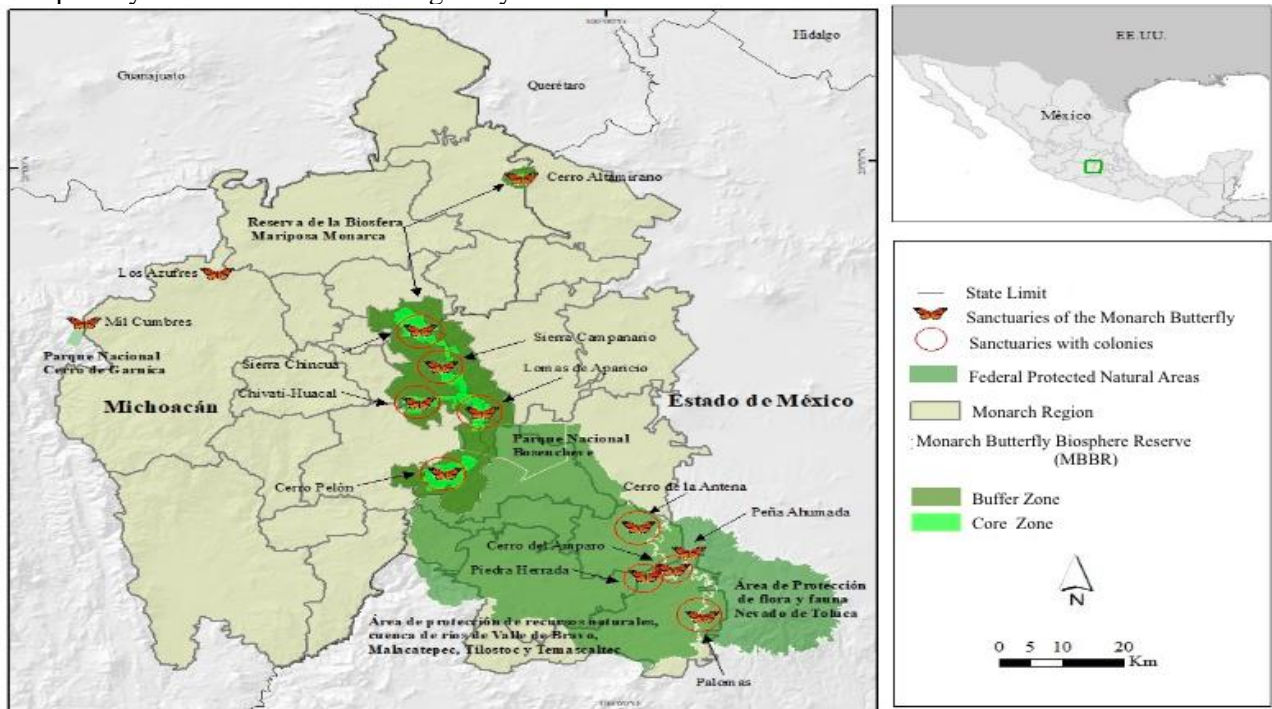 Guanajuato
Querétaro
Hidalgo
Cerro Altamirano
Reserva de la Biosfera
Mariposa Monarca
Los Azufres
Mil Cumbres
Parque Nacional
Cerro de Garnica
Sierra Chincua
Sierra Campanario
Lomas de Aparicio
Chivati-Huacal
Michoacán
Estado de México
Parque Nacional
Bosencheve
Cerro Pelón
Cerro de la Antena
Peña Ahumada
Cerro del Amparo
Piedra Herrada
Área de Protección
de flora y fauna
Nevado de Toluca
Área de protección de recursos naturales,
cuenca de ríos de Valle de Bravo,
Malacatepec, Tilostoc y Temascaltec
Palomas
EE.UU.
México
State Limit
Sanctuaries of the Monarch Butterfly
Sanctuaries with colonies
Federal Protected Natural Areas
Monarch Region
Monarch Butterfly Biosphere Reserve
(MBBR)
Buffer Zone
Core Zone
N
0 5 10 20
Km